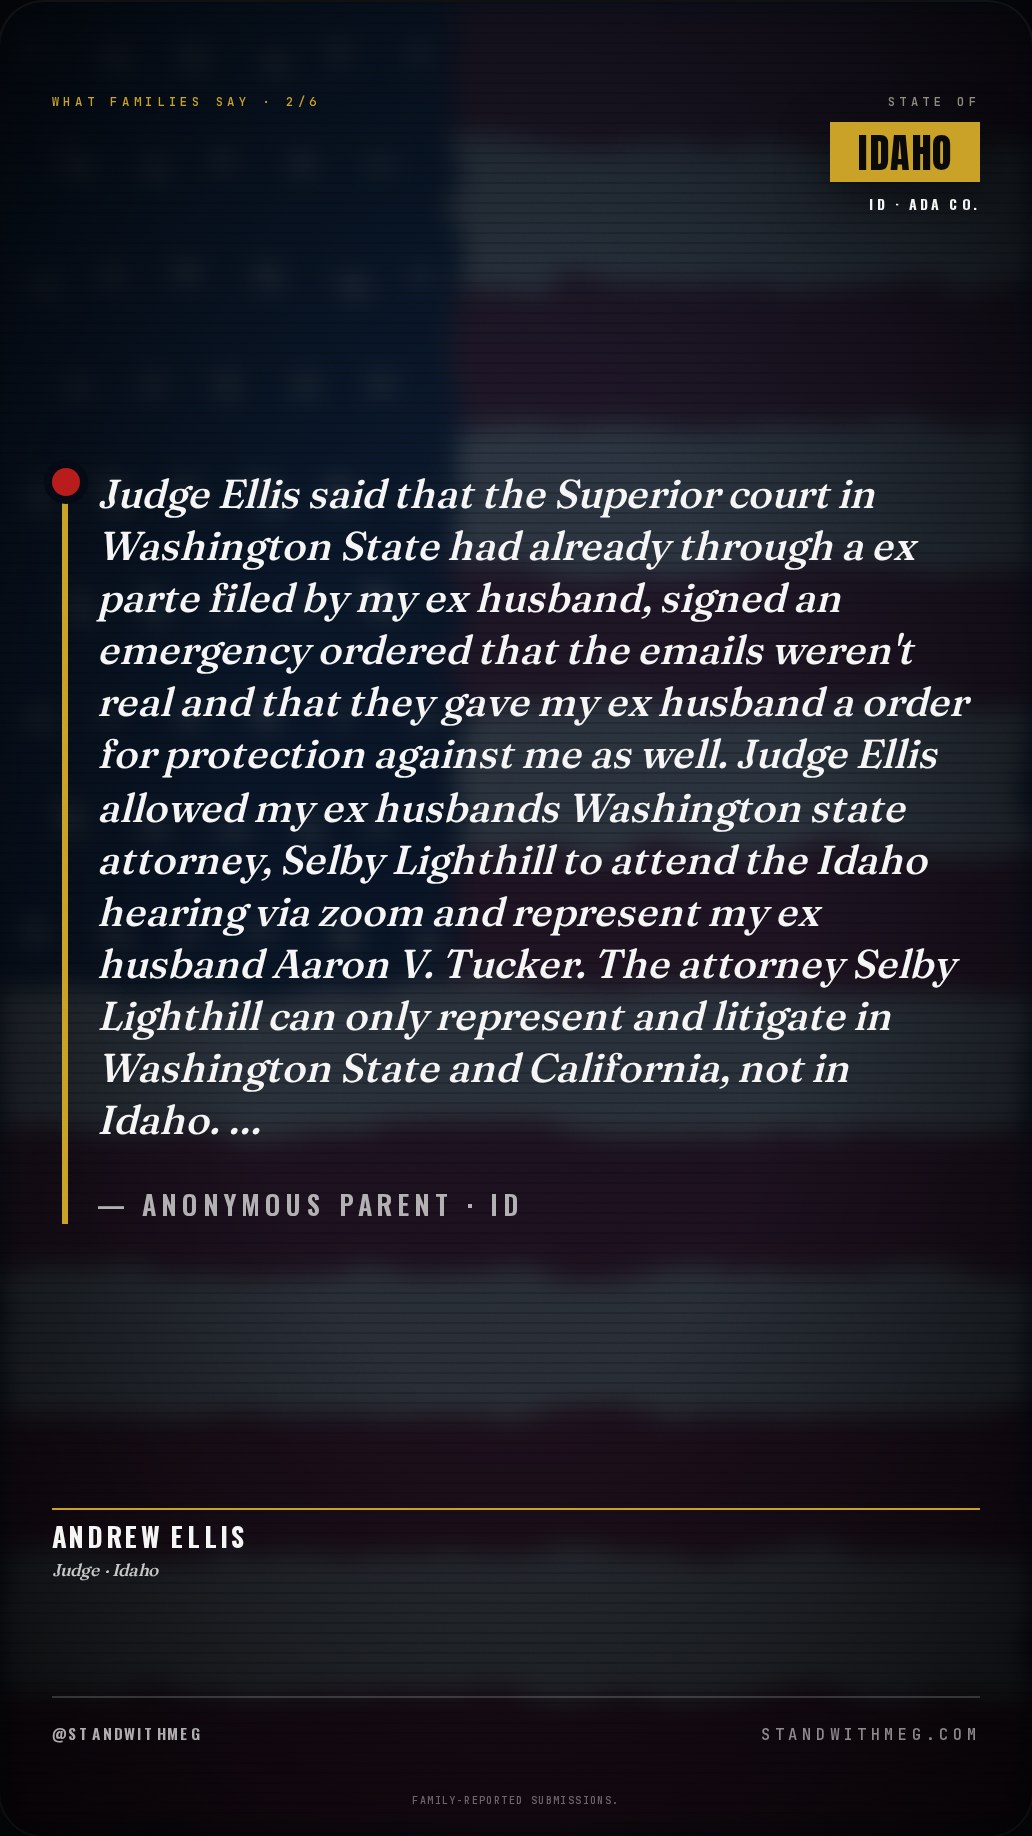 WHAT FAMILIES SAY · 2/6
STATE OF
IDAHO
ID · ADA CO.
Judge Ellis said that the Superior court in
Washington State had already through a ex
parte filed by my ex husband, signed an
emergency ordered that the emails weren't
real and that they gave my ex husband a order
for protection against me as well. Judge Ellis
allowed my ex husbands Washington state
attorney, Selby Lighthill to attend the Idaho
hearing via zoom and represent my ex
husband Aaron V. Tucker. The attorney Selby
Lighthill can only represent and litigate in
Washington State and California, not in
Idaho. ...
— ANONYMOUS PARENT · ID
ANDREW ELLIS
Judge · Idaho
@STANDWITHMEG
STANDWITHMEG.COM
FAMILY-REPORTED SUBMISSIONS.